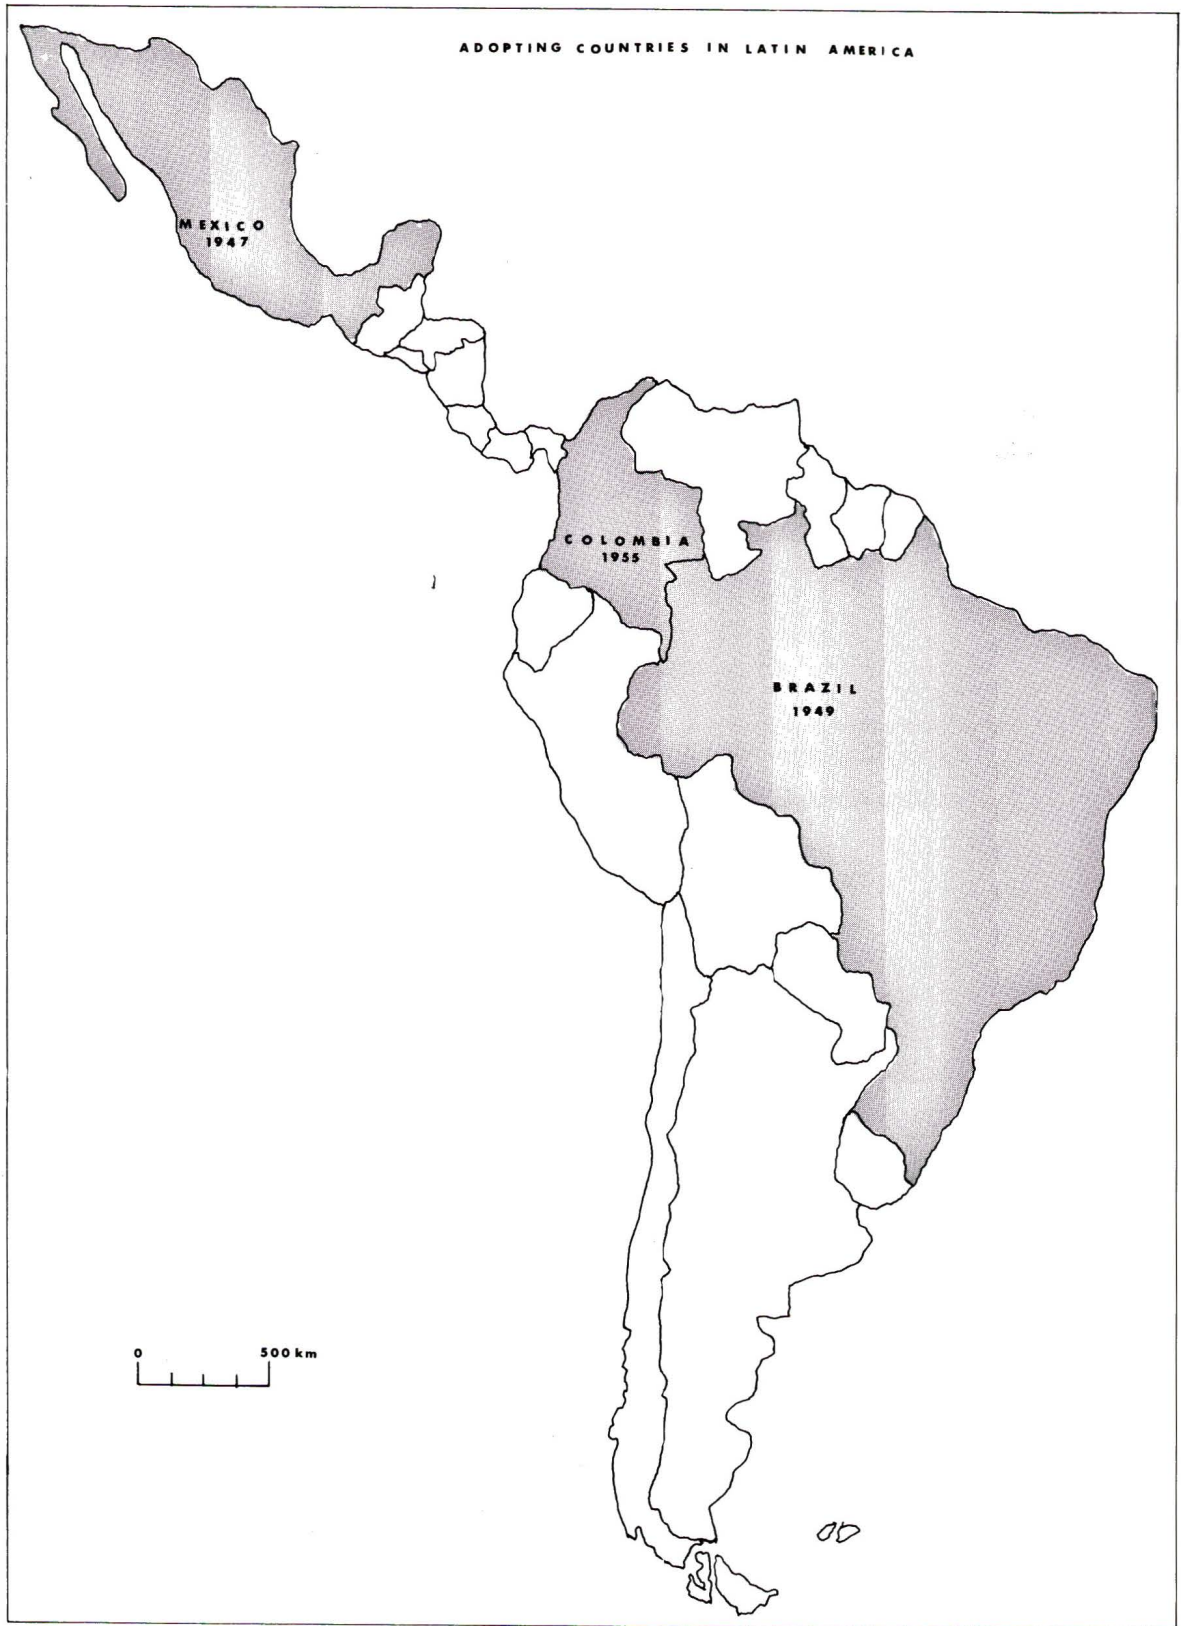 ADOPTING COUNTRIES IN LATIN AMERICA
MEXICO
1947
COLOMBIA
1955
BRAZIL
1949
0 500 km